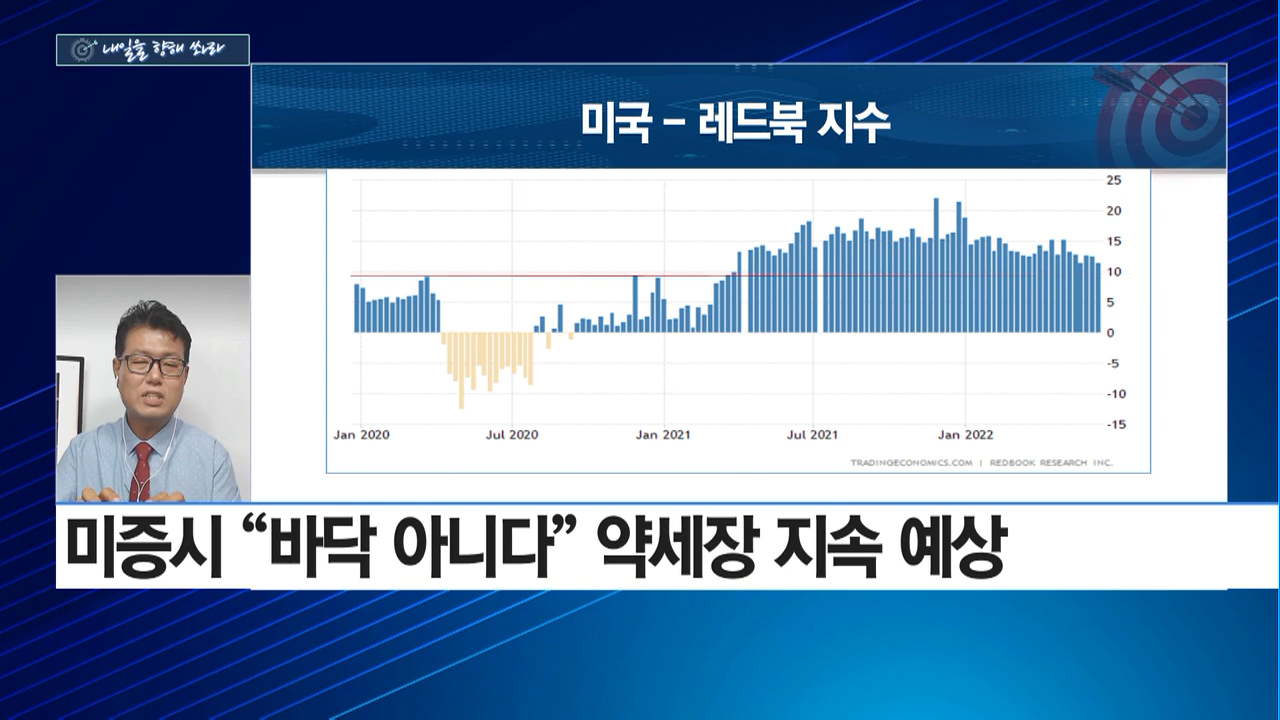 내일을 향해 쏴라
미국 - 레드북 지수
25
20
15
10
5
0
-5
-10
-15
Jan 2020 Jul 2020 Jan 2021 Jul 2021 Jan 2022
TRADINGECONOMICS.COM | REDBOOK RESEARCH INC.
미증시 “바닥 아니다” 약세장 지속 예상